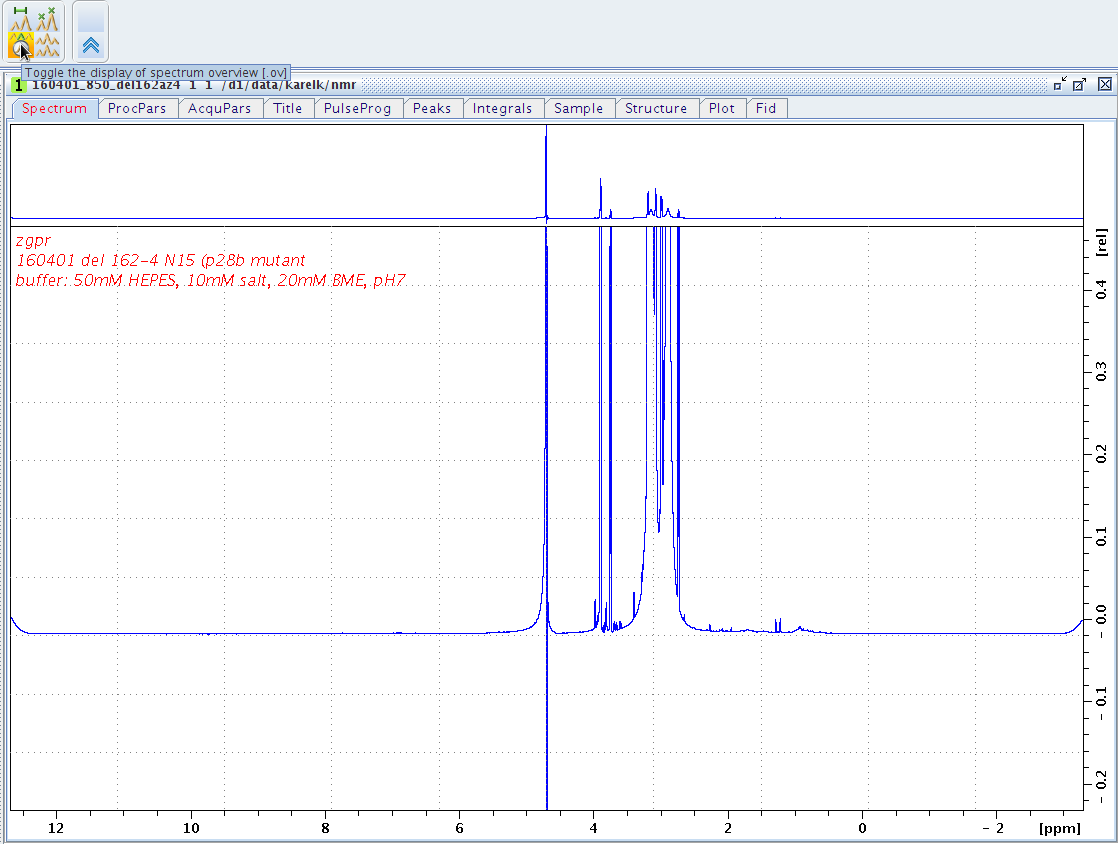 Toggle the display of spectrum overview [.ov]
1 160401_850_del162az4 1 1 /d1/data/karelk/nmr
Spectrum ProcPars AcquPars Title PulseProg Peaks Integrals Sample Structure Plot Fid
zgpr
160401 del 162-4 N15 (p28b mutant
buffer: 50mM HEPES, 10mM salt, 20mM BME, pH7
[rel]
0.4
0.3
0.2
0.1
- 0.0
- 0.1
- 0.2
12 10 8 6 4 2 0 - 2 [ppm]